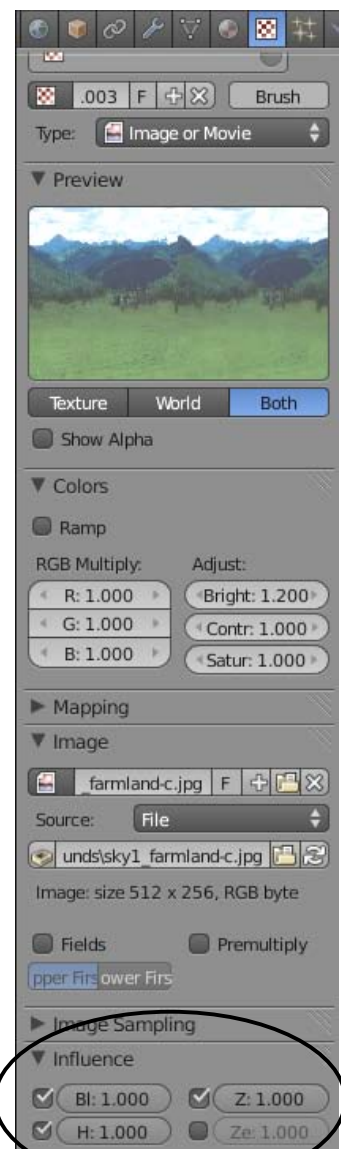 .003 F Brush
Type: Image or Movie
Preview
Texture World Both
Show Alpha
Colors
Ramp
RGB Multiply: Adjust:
R: 1.000 Bright: 1.200
G: 1.000 Contr: 1.000
B: 1.000 Satur: 1.000
Mapping
Image
_farmland-c.jpg F
Source: File
unds\sky1_farmland-c.jpg
Image: size 512 x 256, RGB byte
Fields Premultiply
pper Firs ower Firs
Image Sampling
Influence
Bl: 1.000 Z: 1.000
H: 1.000 Ze: 1.000